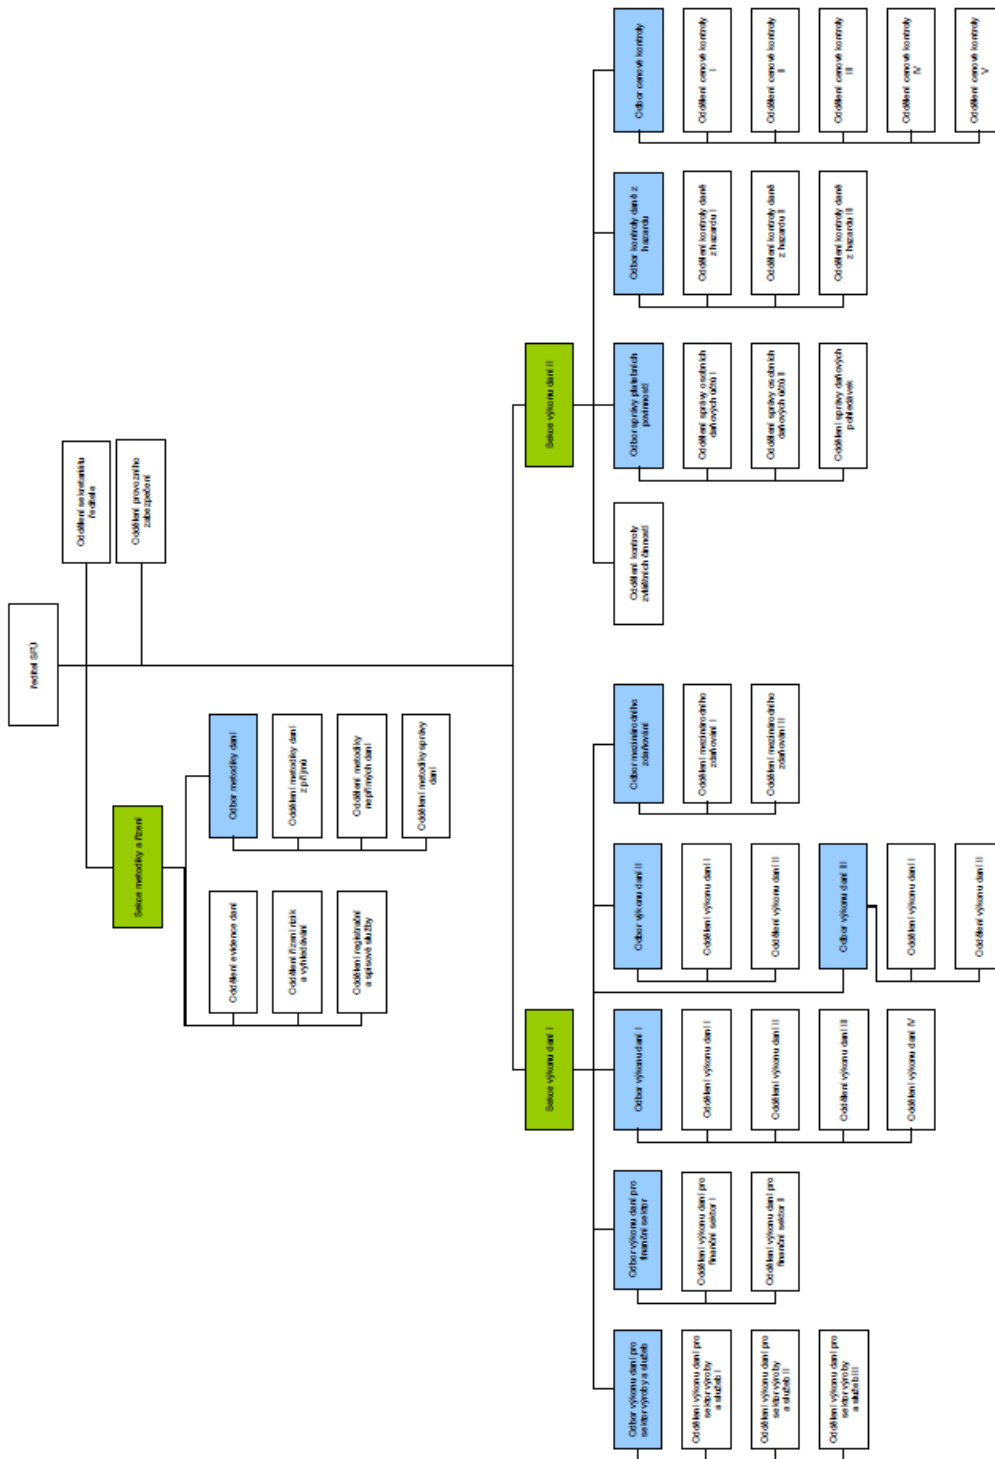 ředitel SFÚ
Oddělení sekretariátu
ředitele
Oddělení provozního
zabezpečení
Sekce metodiky a řízení
Oddělení evidence daní
Oddělení řízení rizik
a vyhledávání
Oddělení registrační
a spisové služby
Odbor metodiky daní
Oddělení metodiky daní
z příjmů
Oddělení metodiky
nepřímých daní
Oddělení metodiky správy
daní
Sekce výkonu daní I
Odbor výkonu daní pro
sektor výroby a služeb
Oddělení výkonu daní pro
sektor výroby
a služeb I
Oddělení výkonu daní pro
sektor výroby
a služeb II
Oddělení výkonu daní pro
sektor výroby
a služeb III
Odbor výkonu daní pro
finanční sektor
Oddělení výkonu daní pro
finanční sektor I
Oddělení výkonu daní pro
finanční sektor II
Odbor výkonu daní I
Oddělení výkonu daní I
Oddělení výkonu daní II
Oddělení výkonu daní III
Oddělení výkonu daní IV
Odbor výkonu daní II
Oddělení výkonu daní I
Oddělení výkonu daní II
Odbor výkonu daní III
Oddělení výkonu daní I
Oddělení výkonu daní II
Odbor mezinárodního
zdaňování
Oddělení mezinárodního
zdaňování I
Oddělení mezinárodního
zdaňování II
Sekce výkonu daní II
Oddělení kontroly
zvláštních činností
Odbor správy platebních
povinností
Oddělení správy osobních
daňových účtů I
Oddělení správy osobních
daňových účtů II
Oddělení správy daňových
pohledávek
Odbor kontroly daně z
hazardu
Oddělení kontroly daně
z hazardu I
Oddělení kontroly daně
z hazardu II
Oddělení kontroly daně
z hazardu III
Odbor cenové kontroly
Oddělení cenové kontroly
I
Oddělení cenové kontroly
II
Oddělení cenové kontroly
III
Oddělení cenové kontroly
IV
Oddělení cenové kontroly
V